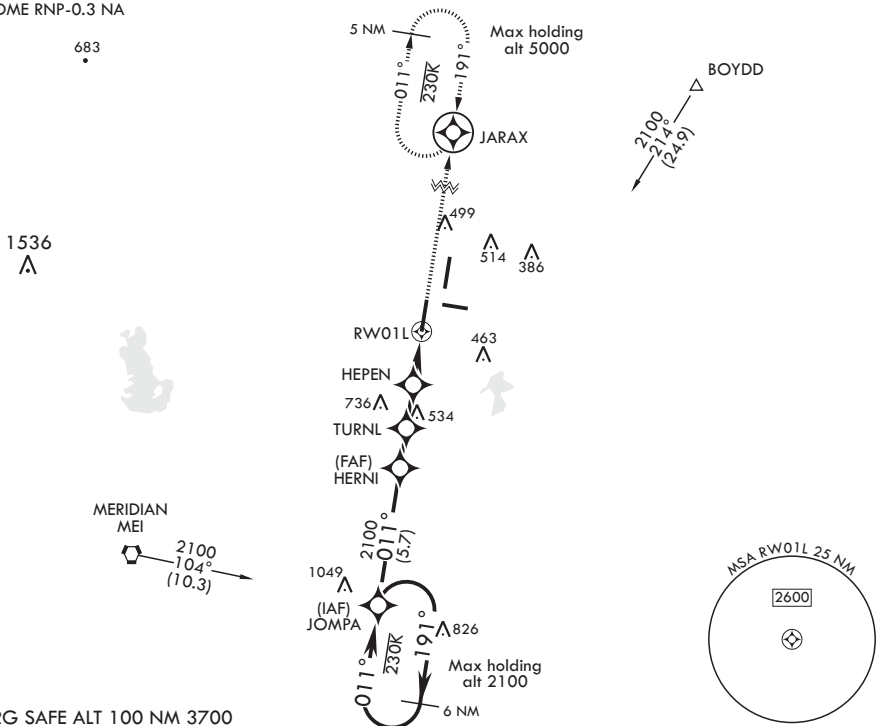 OME RNP-0.3 NA
683
5 NM
Max holding
alt 5000
011°
230K
191°
JARAX
BOYDD
2100
214°
(24.9)
1536
499
514
386
RW01L
463
HEPEN
736
534
TURNL
(FAF)
HERNI
MERIDIAN
MEI
2100
104°
(10.3)
2100
011°
(5.7)
1049
(IAF)
JOMPA
191°
826
011°
230K
Max holding
alt 2100
6 NM
MSA RW01L 25 NM
2600
RG SAFE ALT 100 NM 3700